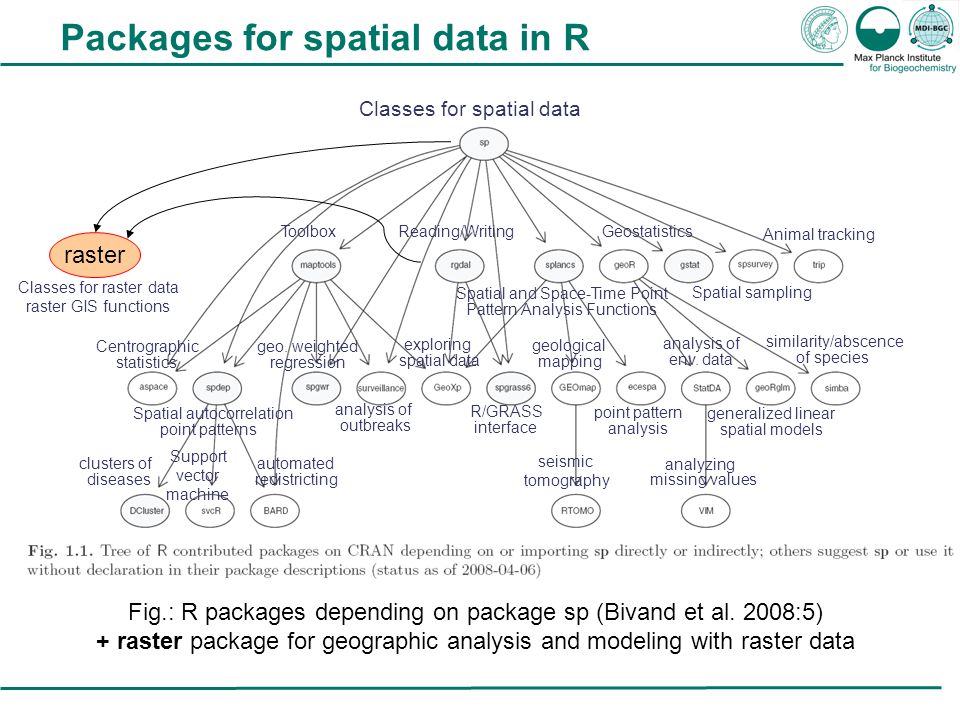 Packages for spatial data in R
MDI-BGC
Max Planck Institute
for Biogeochemistry
Classes for spatial data
sp
Toolbox
Reading/Writing
Geostatistics
Animal tracking
raster
maptools
rgdal
splancs
geoR
gstat
spsurvey
trip
Classes for raster data
raster GIS functions
Spatial and Space-Time Point
Pattern Analysis Functions
Spatial sampling
Centrographic
statistics
geo. weighted
regression
exploring
spatial data
geological
mapping
analysis of
env. data
similarity/abscence
of species
aspace
spdep
spgwr
surveillance
GeoXp
spgrass6
GEOmap
ecespa
StatDA
geoRglm
simba
Spatial autocorrelation
point patterns
analysis of
outbreaks
R/GRASS
interface
point pattern
analysis
generalized linear
spatial models
clusters of
diseases
Support
vector
machine
automated
redistricting
seismic
tomography
analyzing
missing values
DCluster
svcR
BARD
RTOMO
VIM
Fig. 1.1. Tree of R contributed packages on CRAN depending on or importing sp directly or indirectly; others suggest sp or use it
without declaration in their package descriptions (status as of 2008-04-06)
Fig.: R packages depending on package sp (Bivand et al. 2008:5)
+ raster package for geographic analysis and modeling with raster data